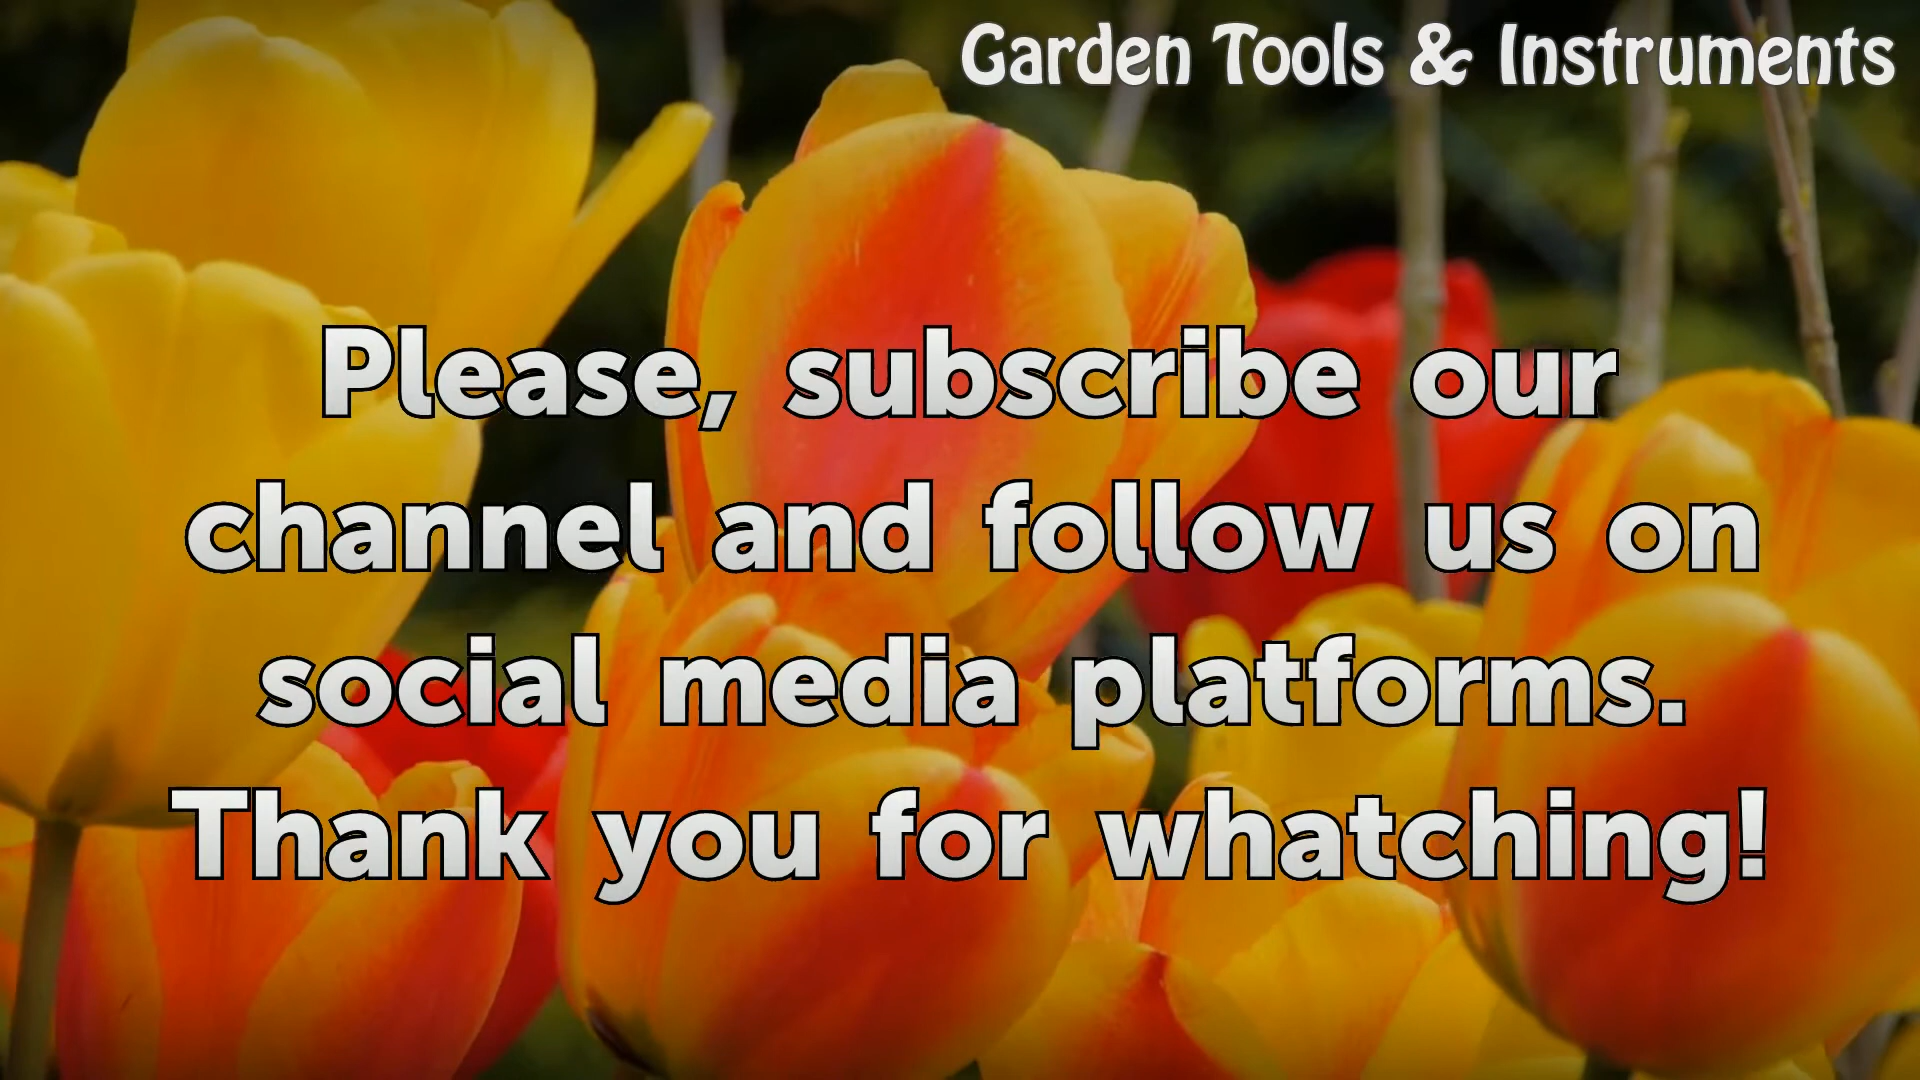 Garden Tools & Instruments
Please, subscribe our
channel and follow us on
social media platforms.
Thank you for whatching!